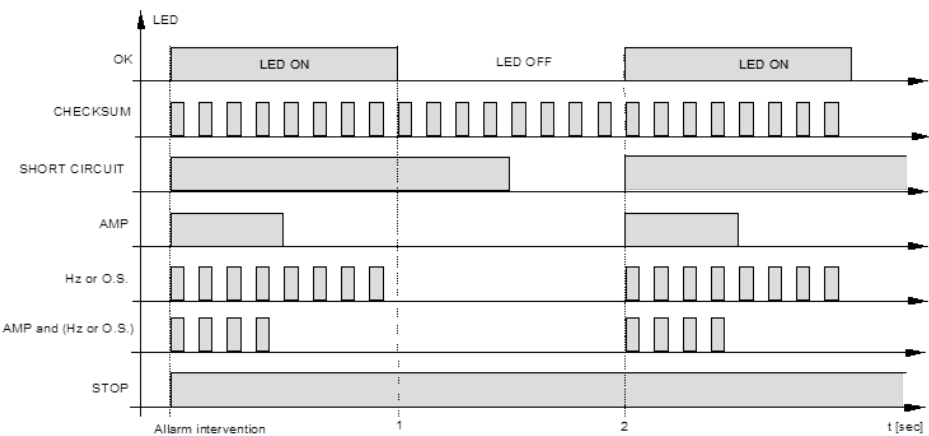 LED
OK
LED ON
LED OFF
LED ON
CHECKSUM
SHORT CIRCUIT
AMP
Hz or O.S.
AMP and (Hz or O.S.)
STOP
Allarm intervention
1
2
t [sec]